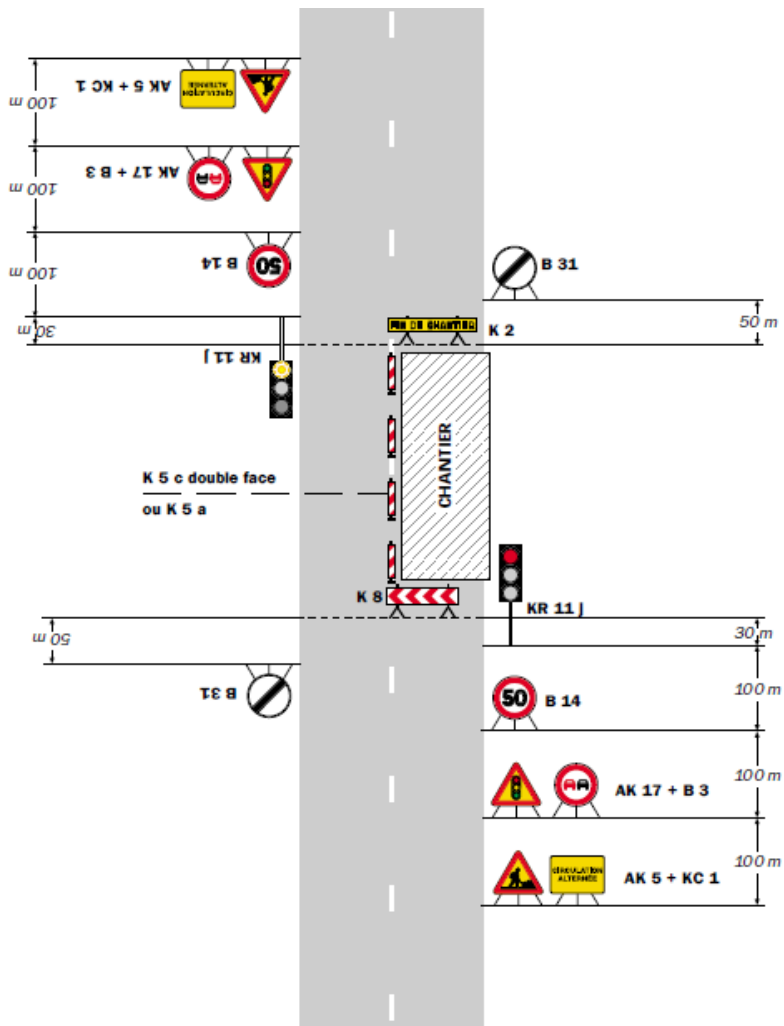 100 m
AK 5 + KC 1
CIRCULATION
ALTERNÉE
100 m
AK 17 + B 3
100 m
B 14
50
B 31
30 m
KR 11 j
FIN DE CHANTIER
K 2
50 m
CHANTIER
K 5 c double face
ou K 5 a
K 8
KR 11 j
30 m
50 m
B 31
50
B 14
100 m
AK 17 + B 3
100 m
CIRCULATION
ALTERNÉE
AK 5 + KC 1
100 m